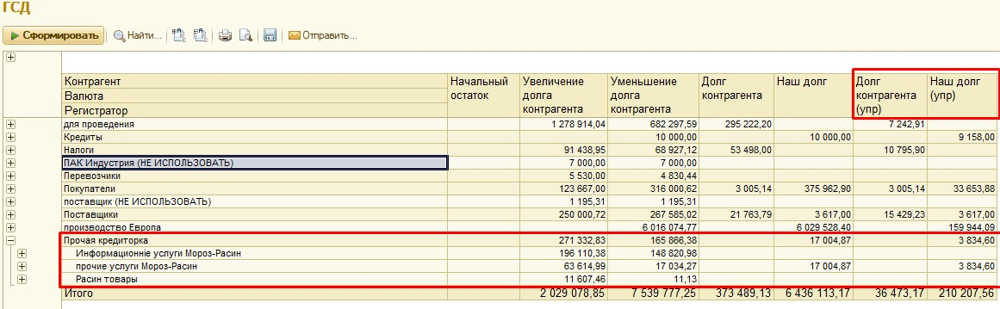 ГСД
Сформировать Найти... Отправить...
Контрагент Начальный остаток Увеличение долга контрагента Уменьшение долга контрагента Долг контрагента Наш долг Долг контрагента (упр) Наш долг (упр)
Валюта
Регистратор
для проведения 1 278 914,04 682 297,59 295 222,20 7 242,91
Кредиты 10 000,00 10 000,00 9 158,00
Налоги 91 438,95 68 927,12 53 498,00 10 795,90
ПАК Индустрия (НЕ ИСПОЛЬЗОВАТЬ) 7 000,00 7 000,00
Перевозчики 5 530,00 4 830,44
Покупатели 123 667,00 316 000,62 3 005,14 375 962,90 3 005,14 33 653,88
поставщик (НЕ ИСПОЛЬЗОВАТЬ) 1 195,31 1 195,31
Поставщики 250 000,72 267 585,02 21 763,79 3 617,00 15 429,23 3 617,00
производство Европа 6 016 074,77 6 029 528,40 159 944,09
Прочая кредиторка 271 332,83 165 866,38 17 004,87 3 834,60
Информационніе услуги Мороз-Расин 196 110,38 148 820,98
прочие услуги Мороз-Расин 63 614,99 17 034,27 17 004,87 3 834,60
Расин товары 11 607,46 11,13
Итого 2 029 078,85 7 539 777,25 373 489,13 6 436 113,17 36 473,17 210 207,56